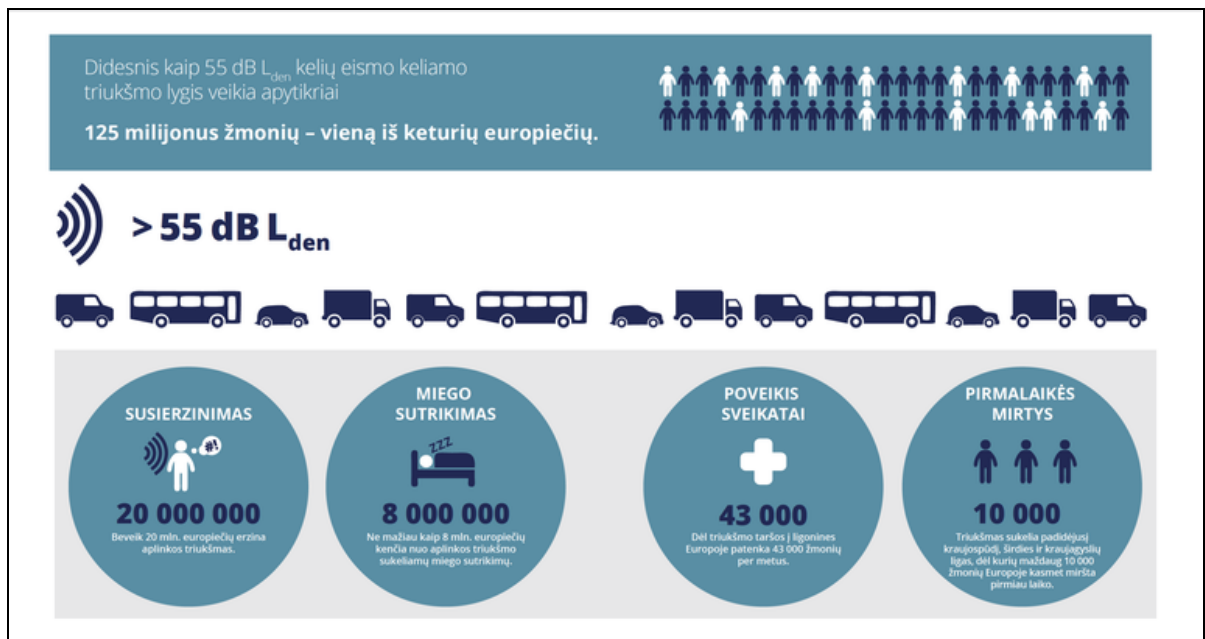 Didesnis kaip 55 dB Lden kelių eismo keliamo
triukšmo lygis veikia apytikriai
125 milijonus žmonių – vieną iš keturių europiečių.
> 55 dB Lden
SUSIERZINIMAS
#!
20 000 000
Beveik 20 mln. europiečių erzina
aplinkos triukšmas.
MIEGO
SUTRIKIMAS
zzz
8 000 000
Ne mažiau kaip 8 mln. europiečių
kenčia nuo aplinkos triukšmo
sukeliamų miego sutrikimų.
POVEIKIS
SVEIKATAI
43 000
Dėl triukšmo taršos į ligonines
Europoje patenka 43 000 žmonių
per metus.
PIRMALAIKĖS
MIRTYS
10 000
Triukšmas sukelia padidėjusį
kraujospūdį, širdies ir kraujagyslių
ligas, dėl kurių maždaug 10 000
žmonių Europoje kasmet miršta
pirmiau laiko.